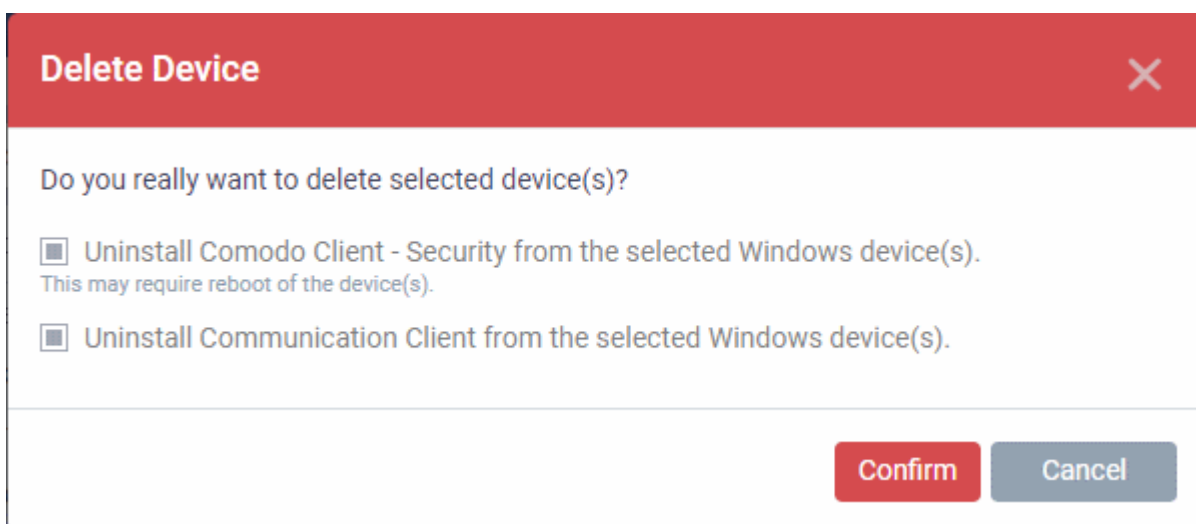 Delete Device
Do you really want to delete selected device(s)?
Uninstall Comodo Client - Security from the selected Windows device(s).
This may require reboot of the device(s).
Uninstall Communication Client from the selected Windows device(s).
Confirm Cancel